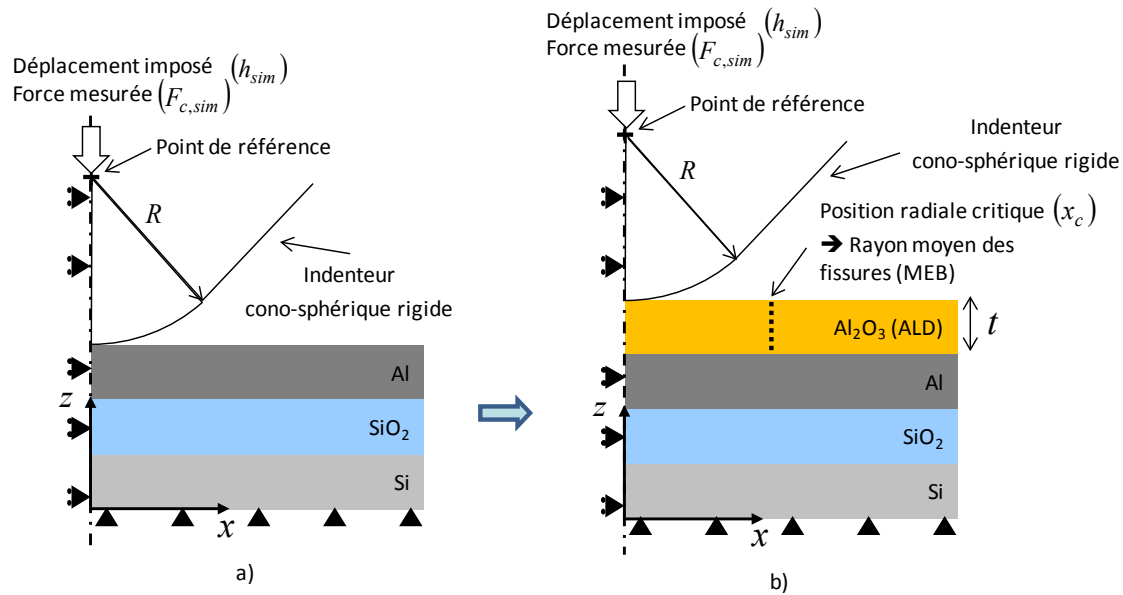 Déplacement imposé (h_sim)
Force mesurée (F_c,sim)
Point de référence
R
Indenteur
cono-sphérique rigide
Al
z
SiO₂
Si
x
a)
Déplacement imposé (h_sim)
Force mesurée (F_c,sim)
Point de référence
Indenteur
cono-sphérique rigide
R
Position radiale critique (x_c)
➔ Rayon moyen des
fissures (MEB)
Al₂O₃ (ALD)
t
Al
z
SiO₂
Si
x
b)